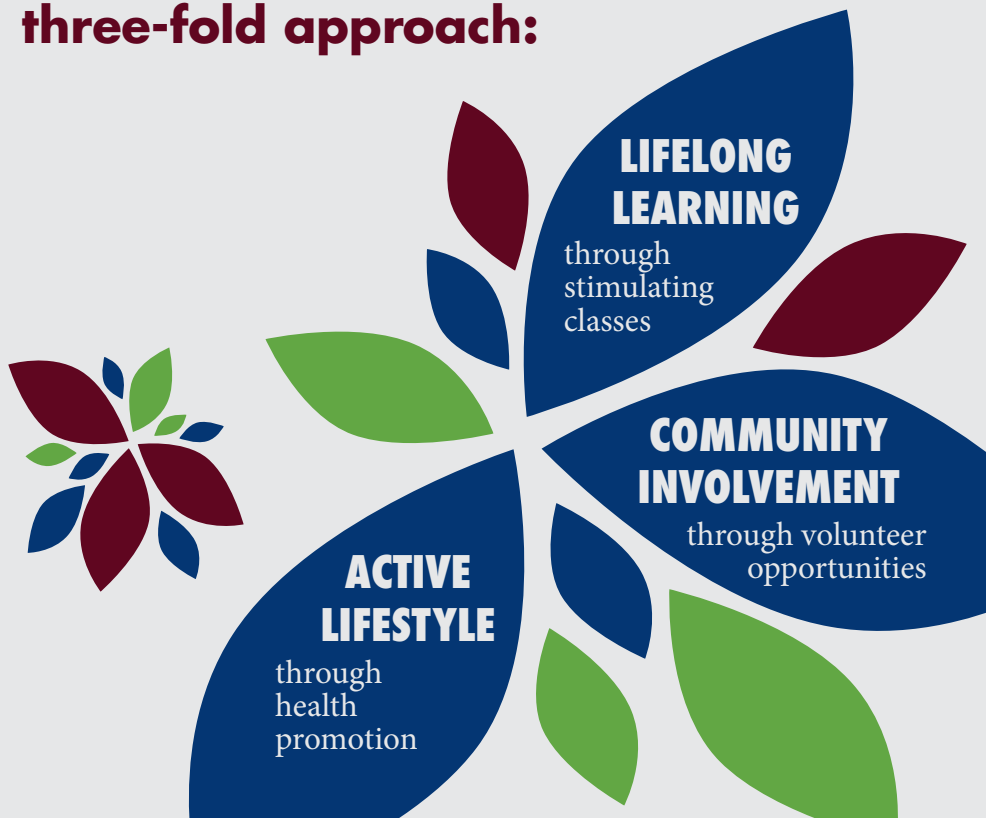 three-fold approach:
LIFELONG
LEARNING
through
stimulating
classes
COMMUNITY
INVOLVEMENT
through volunteer
opportunities
ACTIVE
LIFESTYLE
through
health
promotion